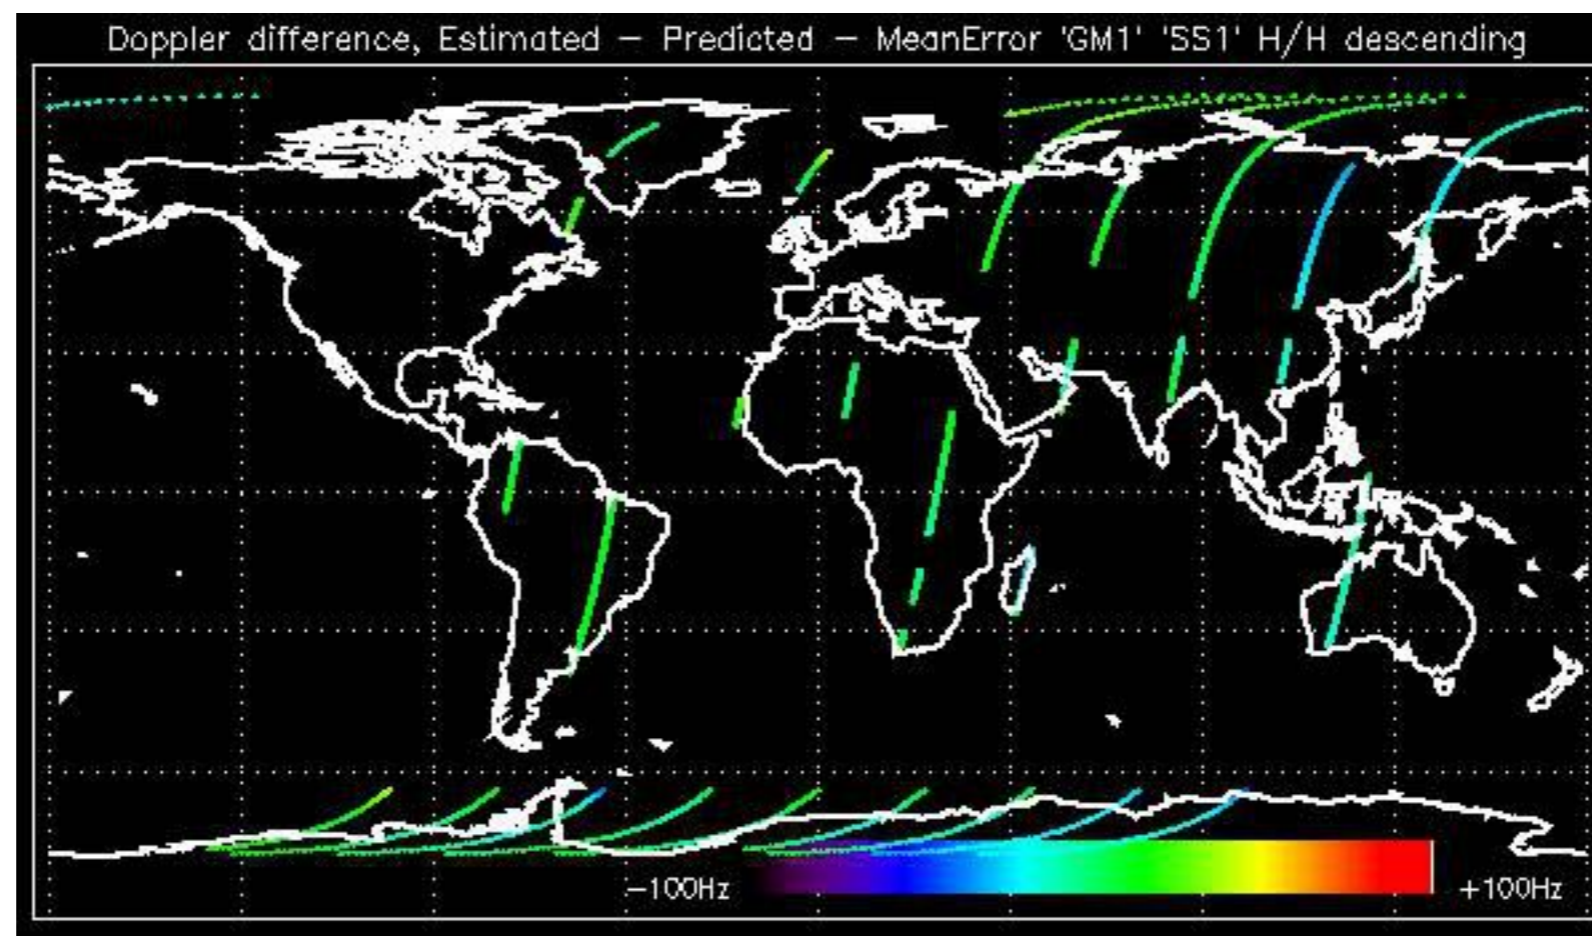 Doppler difference, Estimated – Predicted – MeanError 'GM1' 'SS1' H/H descending
–100Hz
+100Hz